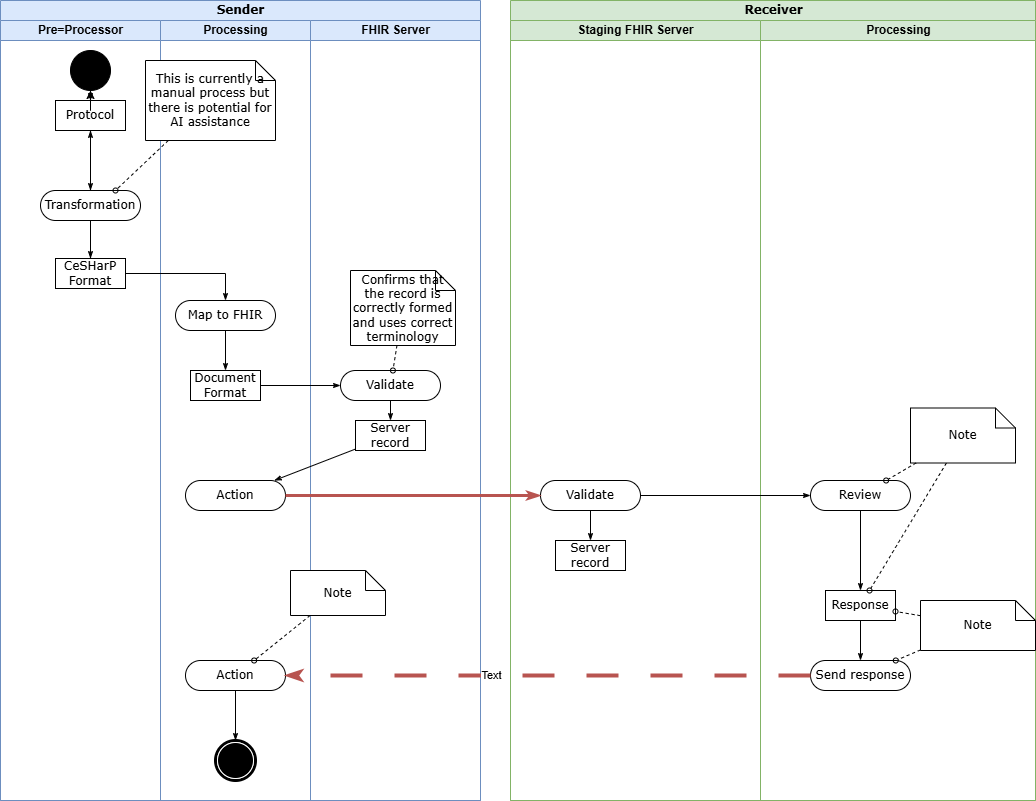 Sender
Receiver
Pre=Processor
Processing
FHIR Server
Staging FHIR Server
Processing
This is currently a
manual process but
there is potential for
AI assistance
Protocol
Transformation
CeSHarP
Format
Confirms that
the record is
correctly formed
and uses correct
terminology
Map to FHIR
Document
Format
Validate
Server
record
Note
Action
Validate
Review
Server
record
Note
Response
Note
Action
Text
Send response